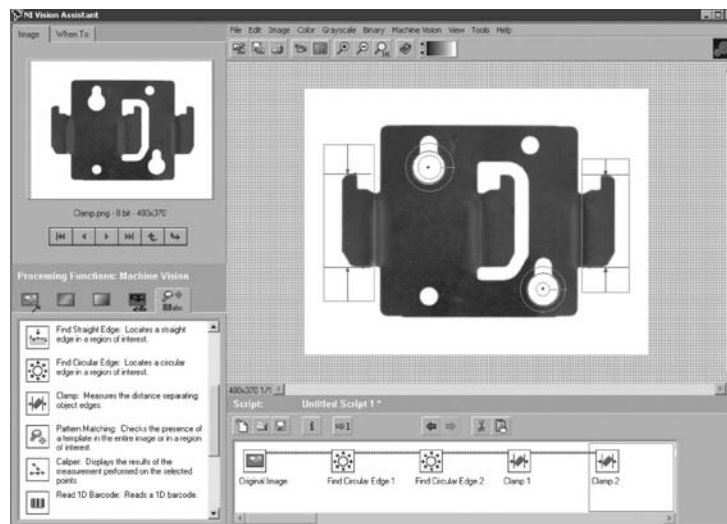 NI Vision Assistant
Image When To
File Edit Image Color Grayscale Binary Machine Vision View Tools Help
Clamp.png - 8 bit - 480x370
Processing Functions: Machine Vision
abc
Find Straight Edge: Locates a straight
edge in a region of interest.
Find Circular Edge: Locates a circular
edge in a region of interest.
Clamp: Measures the distance separating
object edges.
Pattern Matching: Checks the presence of
a template in the entire image or in a region
of interest.
Caliper: Displays the results of the
measurement performed on the selected
points.
Read 1D Barcode: Reads a 1D barcode.
480x370 1/1
Script: Untitled Script 1 *
Original Image Find Circular Edge 1 Find Circular Edge 2 Clamp 1 Clamp 2